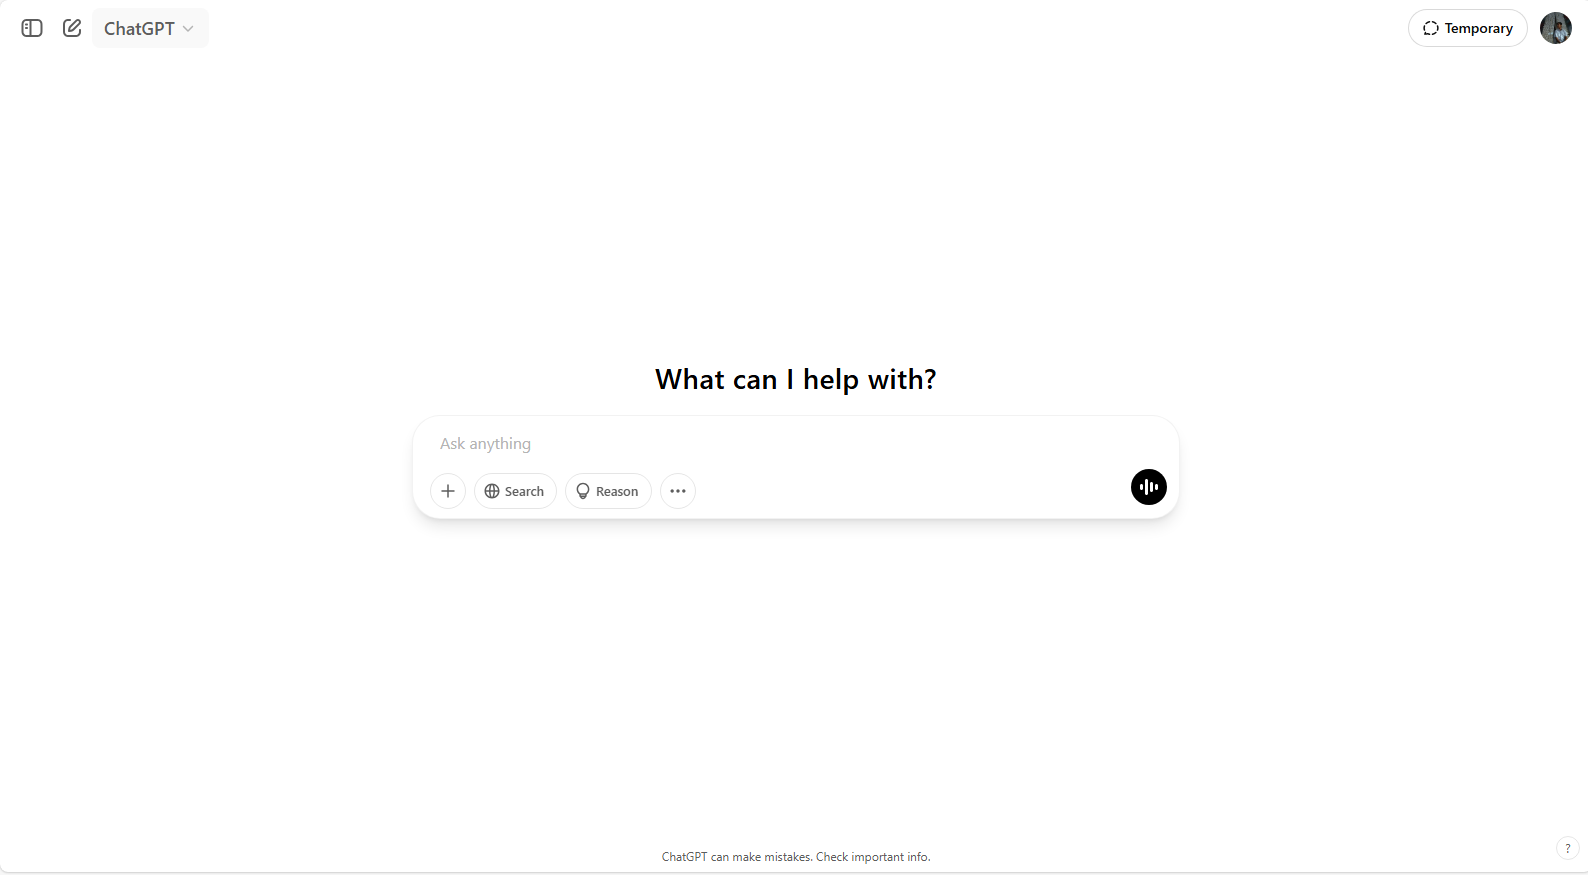 ChatGPT
Temporary
What can I help with?
Ask anything
Search
Reason
ChatGPT can make mistakes. Check important info.
?